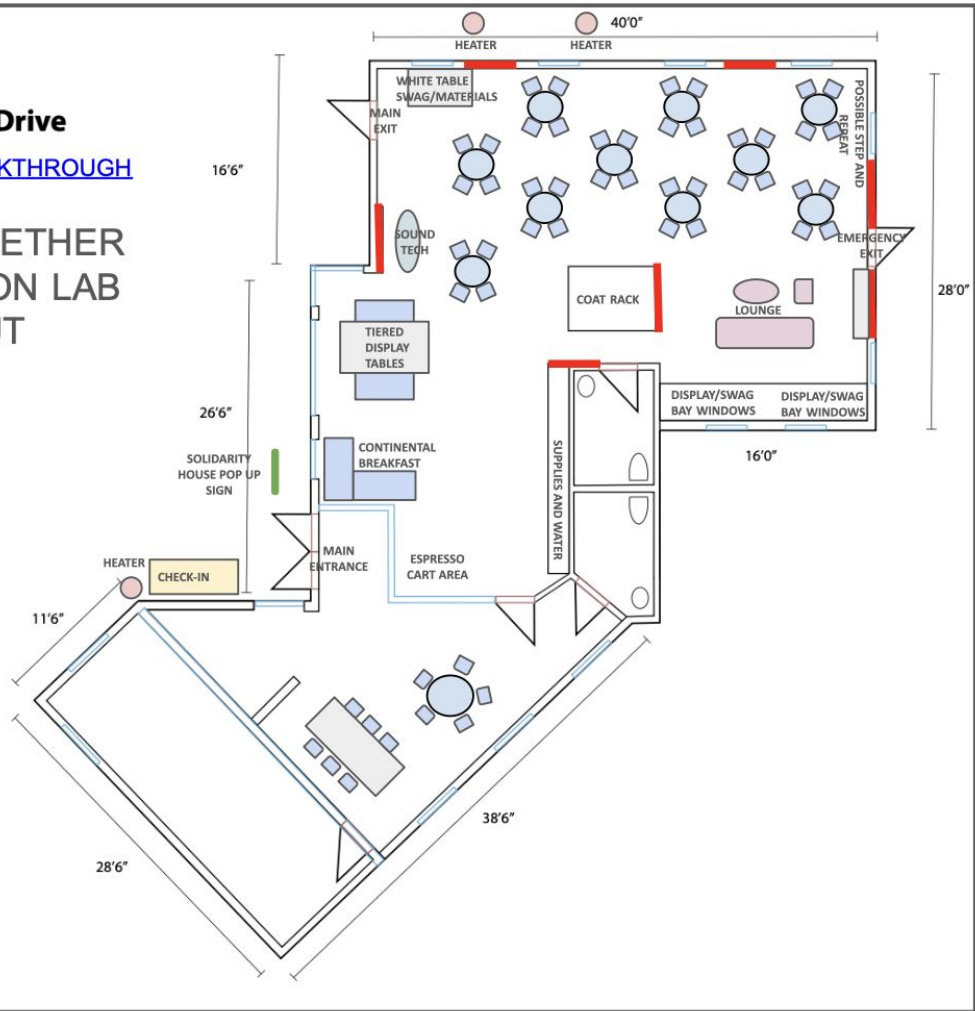 40'0"
HEATER
HEATER
Drive
KTHROUGH
ETHER
ON LAB
UT
16'6"
WHITE TABLE
SWAG/MATERIALS
MAIN
EXIT
POSSIBLE STEP AND
REPEAT
SOUND
TECH
EMERGENCY
EXIT
COAT RACK
LOUNGE
28'0"
TIERED
DISPLAY
TABLES
26'6"
DISPLAY/SWAG
BAY WINDOWS
DISPLAY/SWAG
BAY WINDOWS
16'0"
SOLIDARITY
HOUSE POP UP
SIGN
CONTINENTAL
BREAKFAST
SUPPLIES AND WATER
MAIN
ENTRANCE
ESPRESSO
CART AREA
HEATER
CHECK-IN
11'6"
38'6"
28'6"